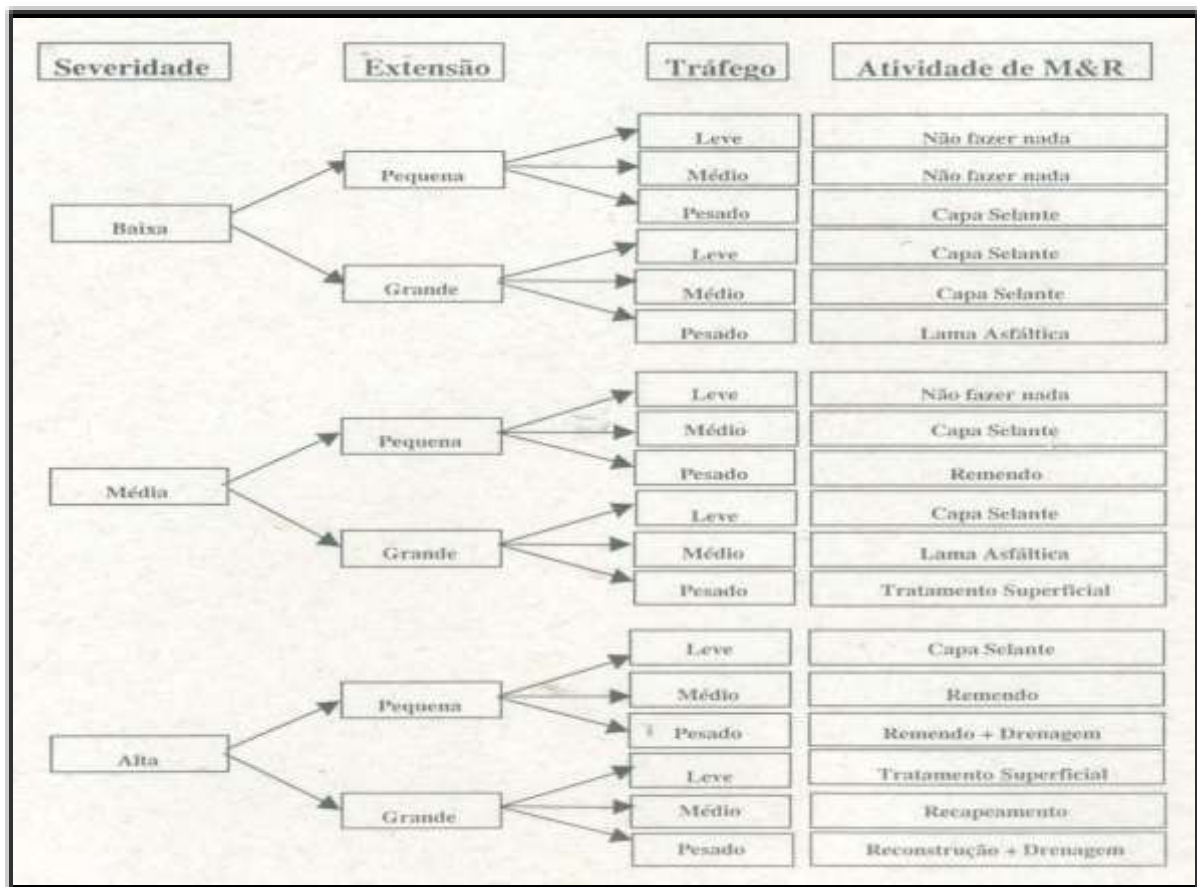 Severidade Extensão Tráfego Atividade de M&R
Leve Não fazer nada
Pequena Médio Não fazer nada
Pesado Capa Selante
Baixa
Leve Capa Selante
Grande Médio Capa Selante
Pesado Lama Asfáltica
Leve Não fazer nada
Pequena Médio Capa Selante
Pesado Remendo
Média
Leve Capa Selante
Grande Médio Lama Asfáltica
Pesado Tratamento Superficial
Leve Capa Selante
Pequena Médio Remendo
Pesado Remendo + Drenagem
Alta
Leve Tratamento Superficial
Grande Médio Recapeamento
Pesado Reconstrução + Drenagem